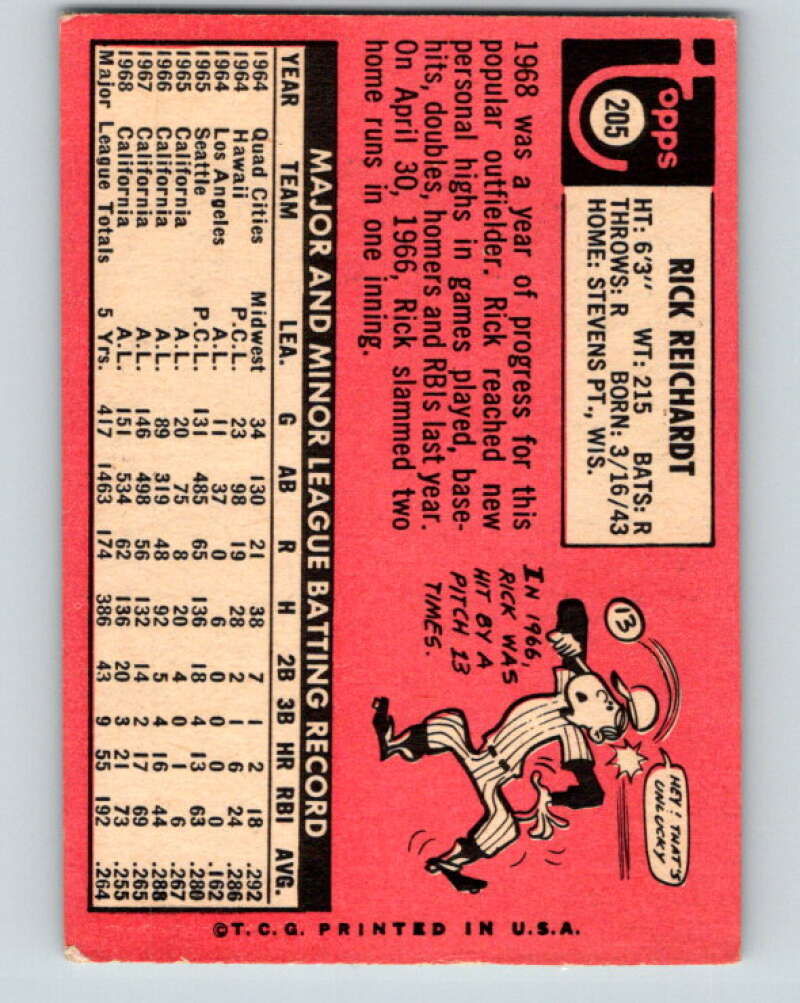 Topps
205
RICK REICHARDT
HT: 6'3" WT: 215 BATS: R
THROWS: R BORN: 3/16/43
HOME: STEVENS PT., WIS.
1968 was a year of progress for this
popular outfielder. Rick reached new
personal highs in games played, base-
hits, doubles, homers and RBIs last year.
On April 30, 1966, Rick slammed two
home runs in one inning.
13
HEY! THAT'S
UNLUCKY
IN 1966,
RICK WAS
HIT BY A
PITCH 13
TIMES.
MAJOR AND MINOR LEAGUE BATTING RECORD
YEAR TEAM LEA. G AB R H 2B 3B HR RBI AVG.
1964 Quad Cities Midwest 34 130 21 38 7 1 2 18 .292
1964 Hawaii P.C.L. 23 98 19 28 2 1 6 24 .286
1964 Los Angeles A.L. 11 37 0 6 0 0 0 0 .162
1965 Seattle P.C.L. 131 485 65 136 18 4 13 63 .280
1965 California A.L. 20 75 8 20 4 0 1 6 .267
1966 California A.L. 89 319 48 92 5 4 16 44 .288
1967 California A.L. 146 498 56 132 14 2 17 69 .265
1968 California A.L. 151 534 62 136 20 3 21 73 .255
Major League Totals 5 Yrs. 417 1463 174 386 43 9 55 192 .264
©T.C.G. PRINTED IN U.S.A.